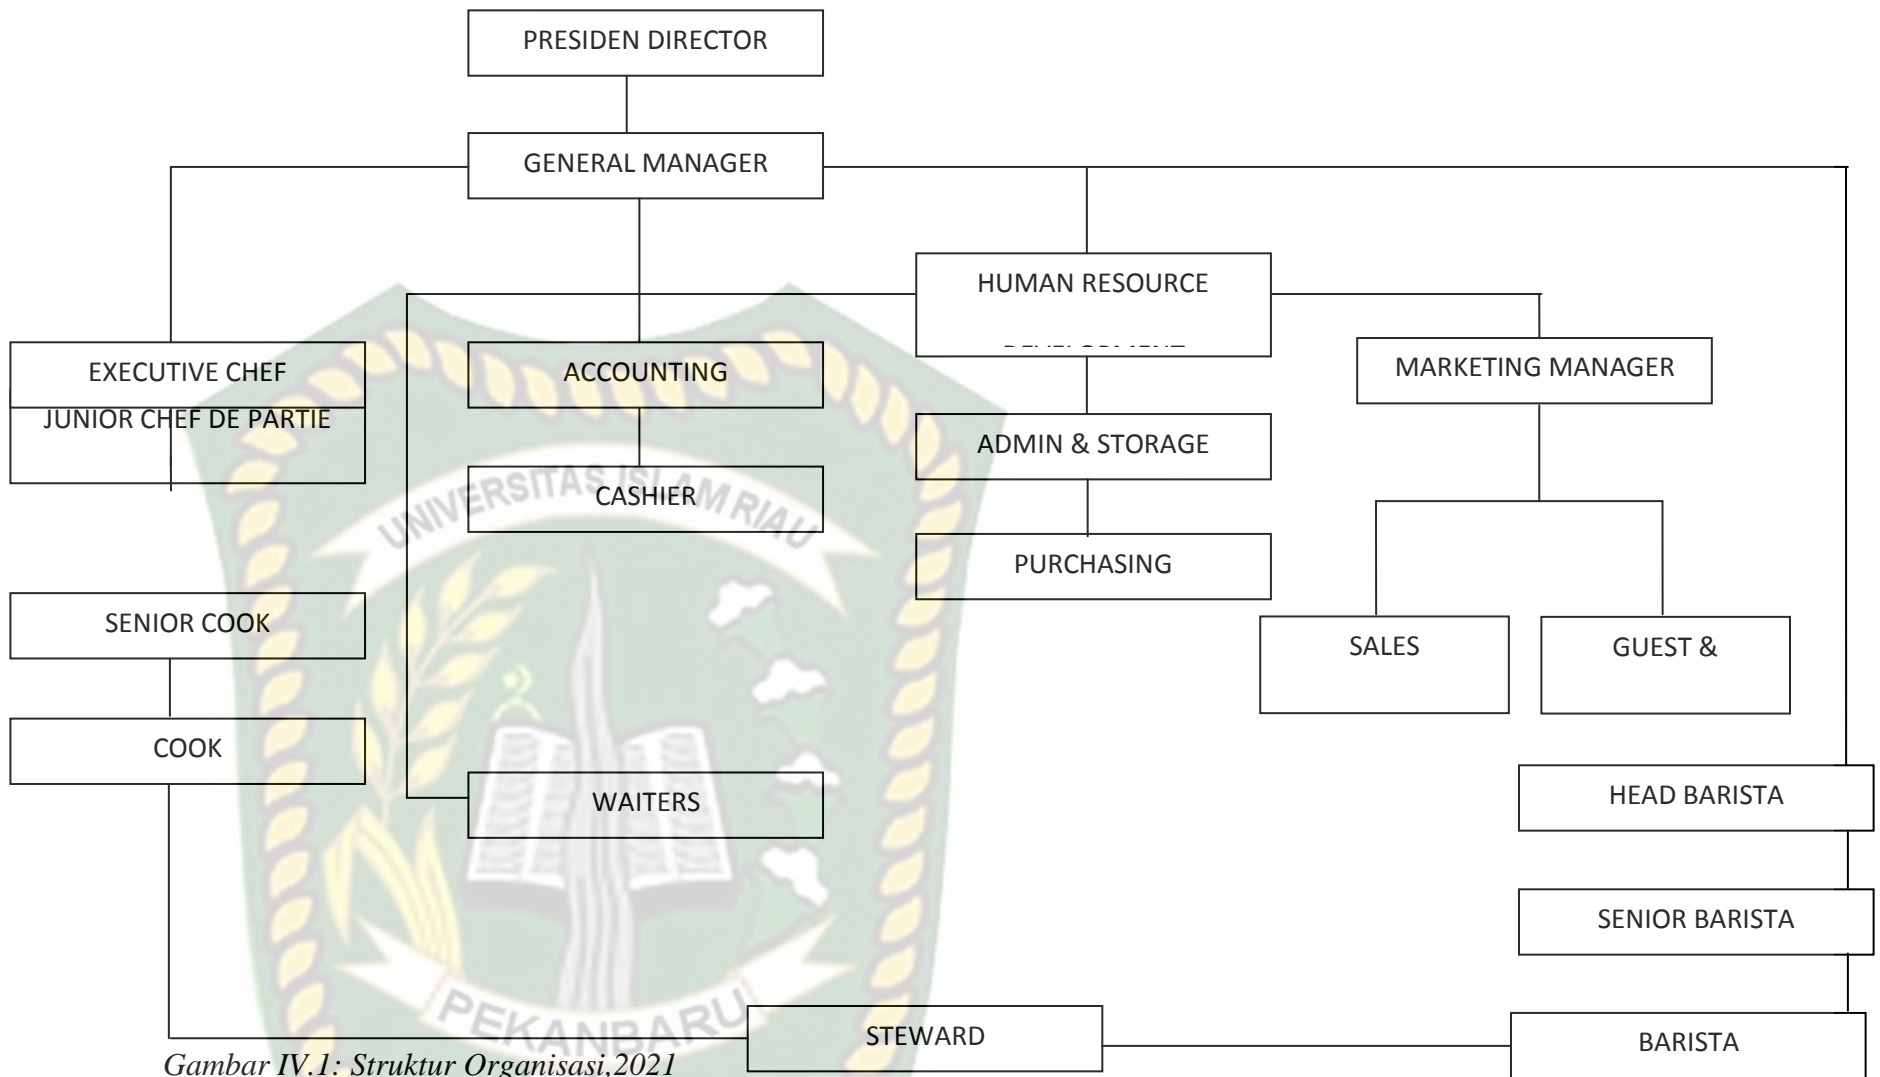 PRESIDEN DIRECTOR
GENERAL MANAGER
HUMAN RESOURCE
EXECUTIVE CHEF
ACCOUNTING
MARKETING MANAGER
JUNIOR CHEF DE PARTIE
ADMIN & STORAGE
CASHIER
UNIVERSITAS ISLAM RIAU
PURCHASING
SENIOR COOK
SALES
GUEST &
COOK
WAITERS
HEAD BARISTA
SENIOR BARISTA
PEKANBARU
STEWARD
BARISTA
Gambar IV.1: Struktur Organisasi,2021